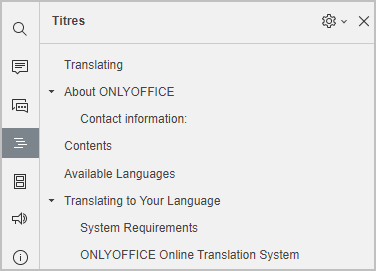 Titres
Translating
About ONLYOFFICE
Contact information:
Contents
Available Languages
Translating to Your Language
System Requirements
ONLYOFFICE Online Translation System